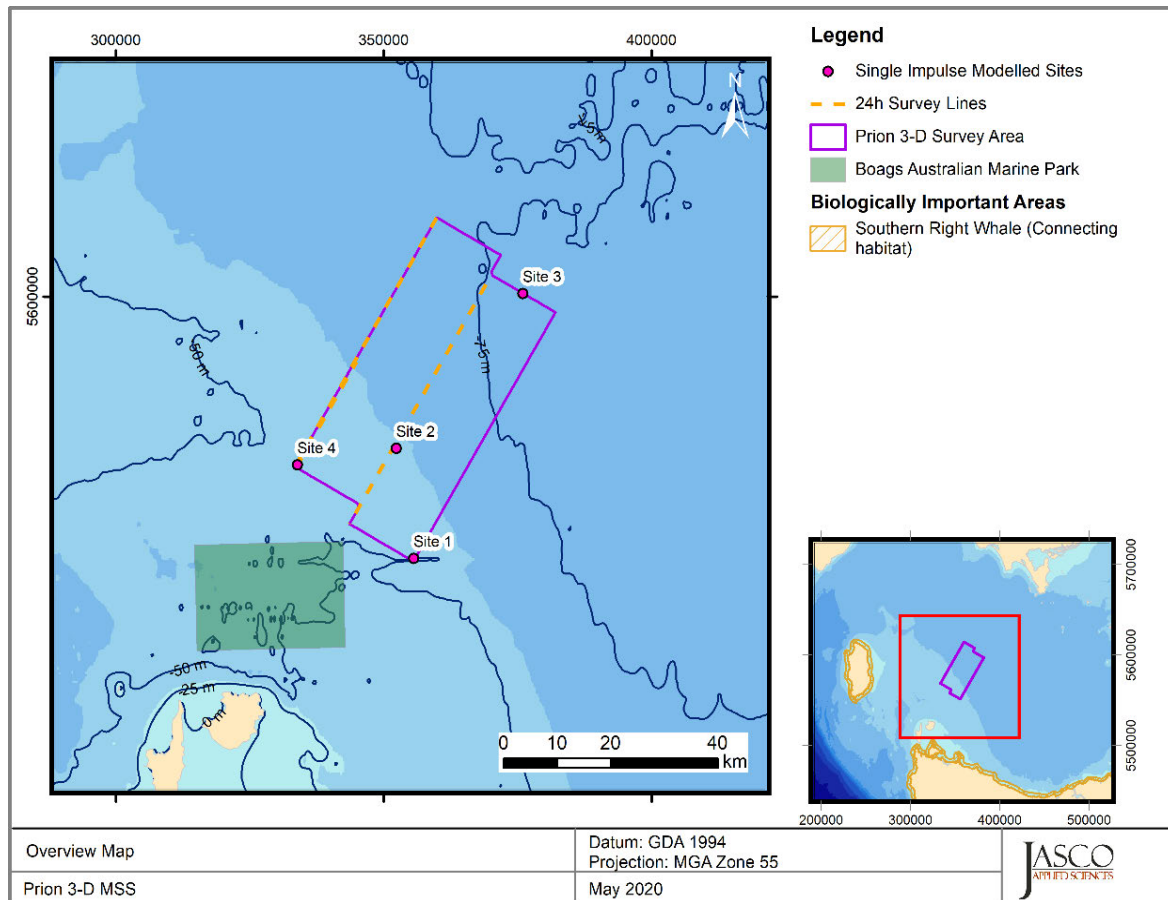 300000
350000
400000
5600000
N
-75 m
50 m
-75 m
Site 3
Site 2
Site 4
Site 1
-50 m
-25 m
0 m
0 10 20 40
km
Legend
Single Impulse Modelled Sites
24h Survey Lines
Prion 3-D Survey Area
Boags Australian Marine Park
Biologically Important Areas
Southern Right Whale (Connecting
habitat)
5700000
5600000
5500000
200000 300000 400000 500000
Overview Map
Datum: GDA 1994
Projection: MGA Zone 55
Prion 3-D MSS
May 2020
JASCO
APPLIED SCIENCES